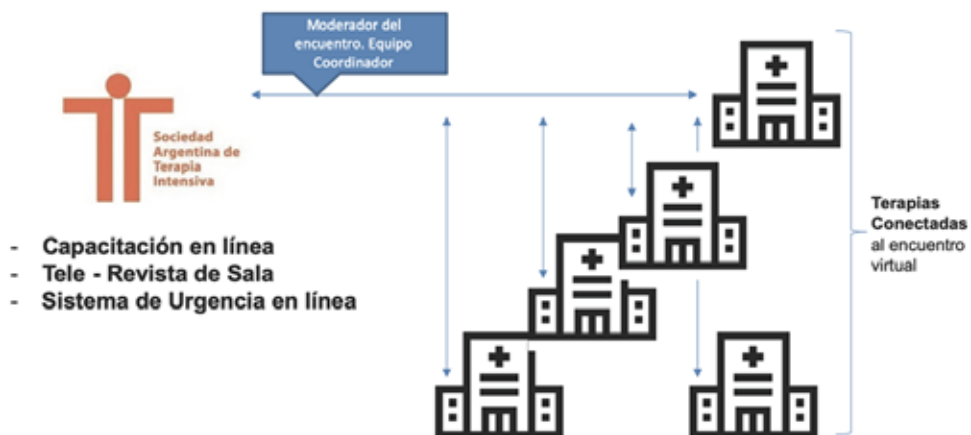 Moderador del
encuentro. Equipo
Coordinador
Sociedad
Argentina de
Terapia
Intensiva
- Capacitación en línea
- Tele - Revista de Sala
- Sistema de Urgencia en línea
Terapias
Conectadas
al encuentro
virtual